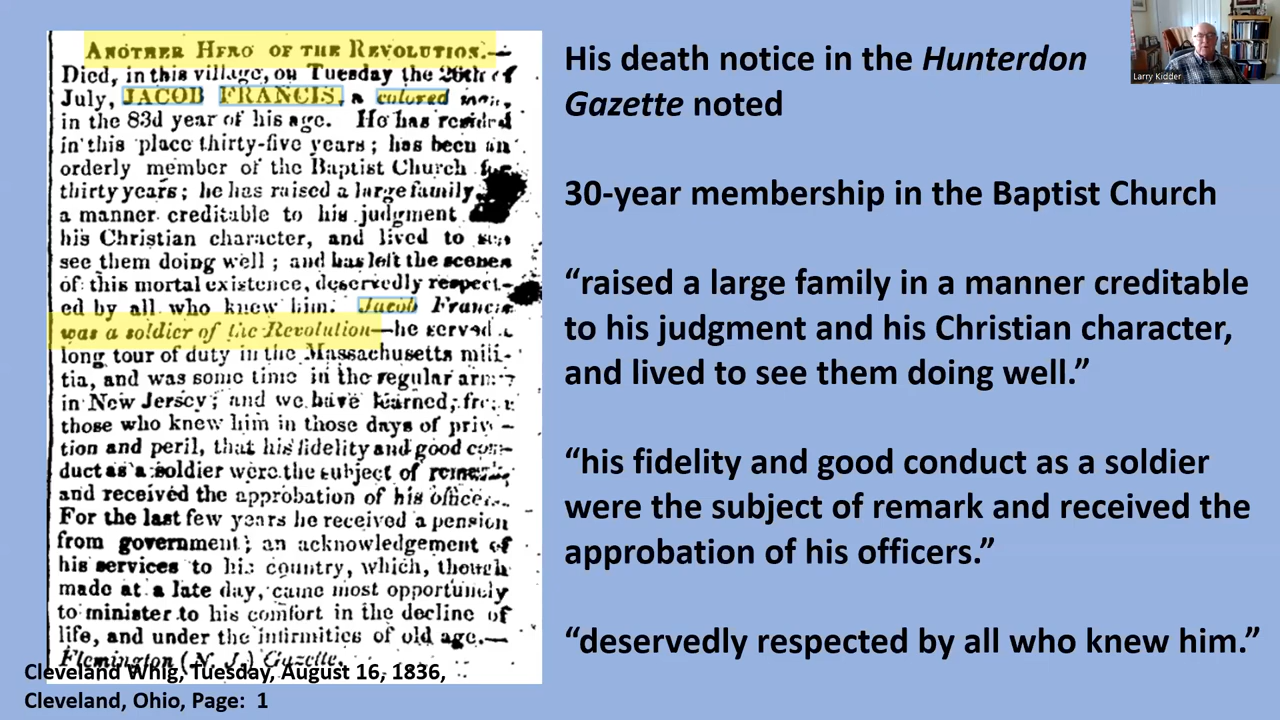 ANOTHER HERO OF THE REVOLUTION.—
Died, in this village, on Tuesday the 26th of
July, JACOB FRANCIS, a colored man,
in the 83d year of his age. He has resided
in this place thirty-five years; has been an
orderly member of the Baptist Church for
thirty years; he has raised a large family
a manner creditable to his judgment
his Christian character, and lived to see
see them doing well; and has left the scenes
of this mortal existence, deservedly respect-
ed by all who knew him. Jacob Francis
was a soldier of the Revolution—he served
long tour of duty in the Massachusetts mili-
tia, and was some time in the regular army
in New Jersey; and we have learned, from
those who knew him in those days of priv-
tion and peril, that his fidelity and good con-
duct as a soldier were the subject of remark,
and received the approbation of his officers.
For the last few years he received a pension
from government; an acknowledgement of
his services to his country, which, though
made at a late day, came most opportunely
to minister to his comfort in the decline of
life, and under the infirmities of old age.—
Flemington (N. J.) Gazette.
Cleveland Whig, Tuesday, August 16, 1836,
Cleveland, Ohio, Page: 1
His death notice in the Hunterdon
Gazette noted
30-year membership in the Baptist Church
“raised a large family in a manner creditable
to his judgment and his Christian character,
and lived to see them doing well.”
“his fidelity and good conduct as a soldier
were the subject of remark and received the
approbation of his officers.”
“deservedly respected by all who knew him.”
Larry Kidder